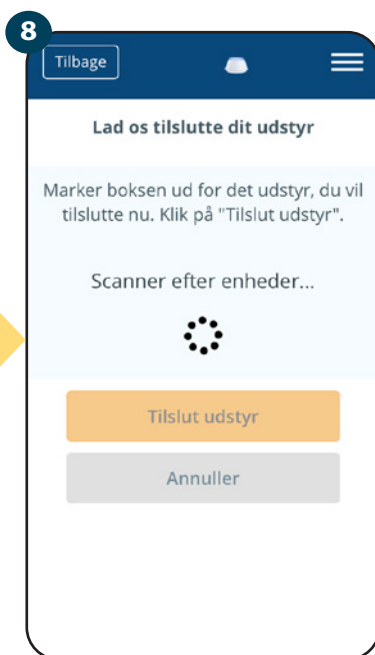 8
Tilbage
Lad os tilslutte dit udstyr
Marker boksen ud for det udstyr, du vil
tilslutte nu. Klik på "Tilslut udstyr".
Scanner efter enheder...
Tilslut udstyr
Annuller